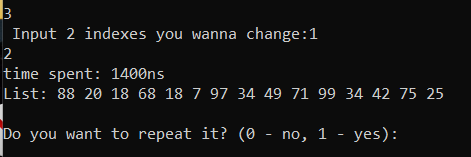 3
Input 2 indexes you wanna change:1
2
time spent: 1400ns
List: 88 20 18 68 18 7 97 34 49 71 99 34 42 75 25
Do you want to repeat it? (0 - no, 1 - yes):